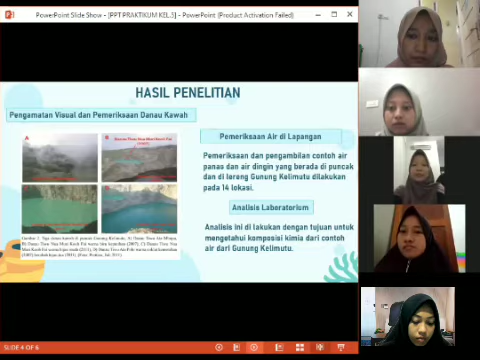 PowerPoint Slide Show - [PPT PRAKTIKUM KEL.5] - PowerPoint (Product Activation Failed)
HASIL PENELITIAN
Pengamatan Visual dan Pemeriksaan Danau Kawah
A
B
Pemeriksaan Air di Lapangan
Pemeriksaan dan pengambilan contoh air
panas dan air dingin yang berada di puncak
dan di lereng Gunung Kelimutu dilakukan
pada 14 lokasi.
Analisis Laboratorium
Analisis ini di lakukan dengan tujuan untuk
mengetahui komposisi kimia dari contoh
air dari Gunung Kelimutu.
SLIDE 4 OF 6